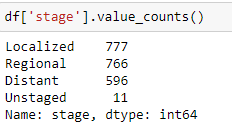 df['stage'].value_counts()
Localized    777
Regional     766
Distant      596
Unstaged      11
Name: stage, dtype: int64